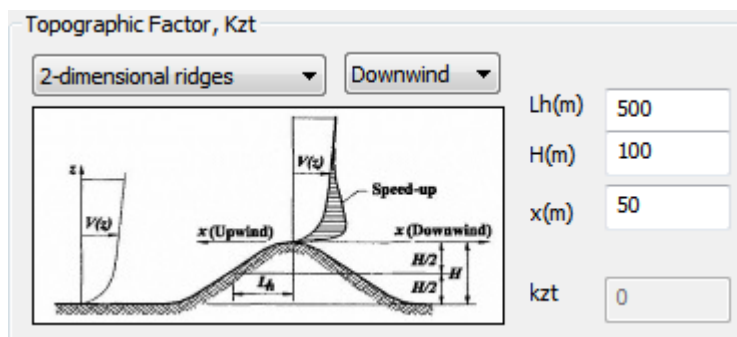 Topographic Factor, Kzt
2-dimensional ridges
Downwind
Lh(m) 500
H(m) 100
x(m) 50
kzt 0
z
V(z)
V(z)
Speed-up
x (Upwind)
x (Downwind)
H/2
H
H/2
Lh